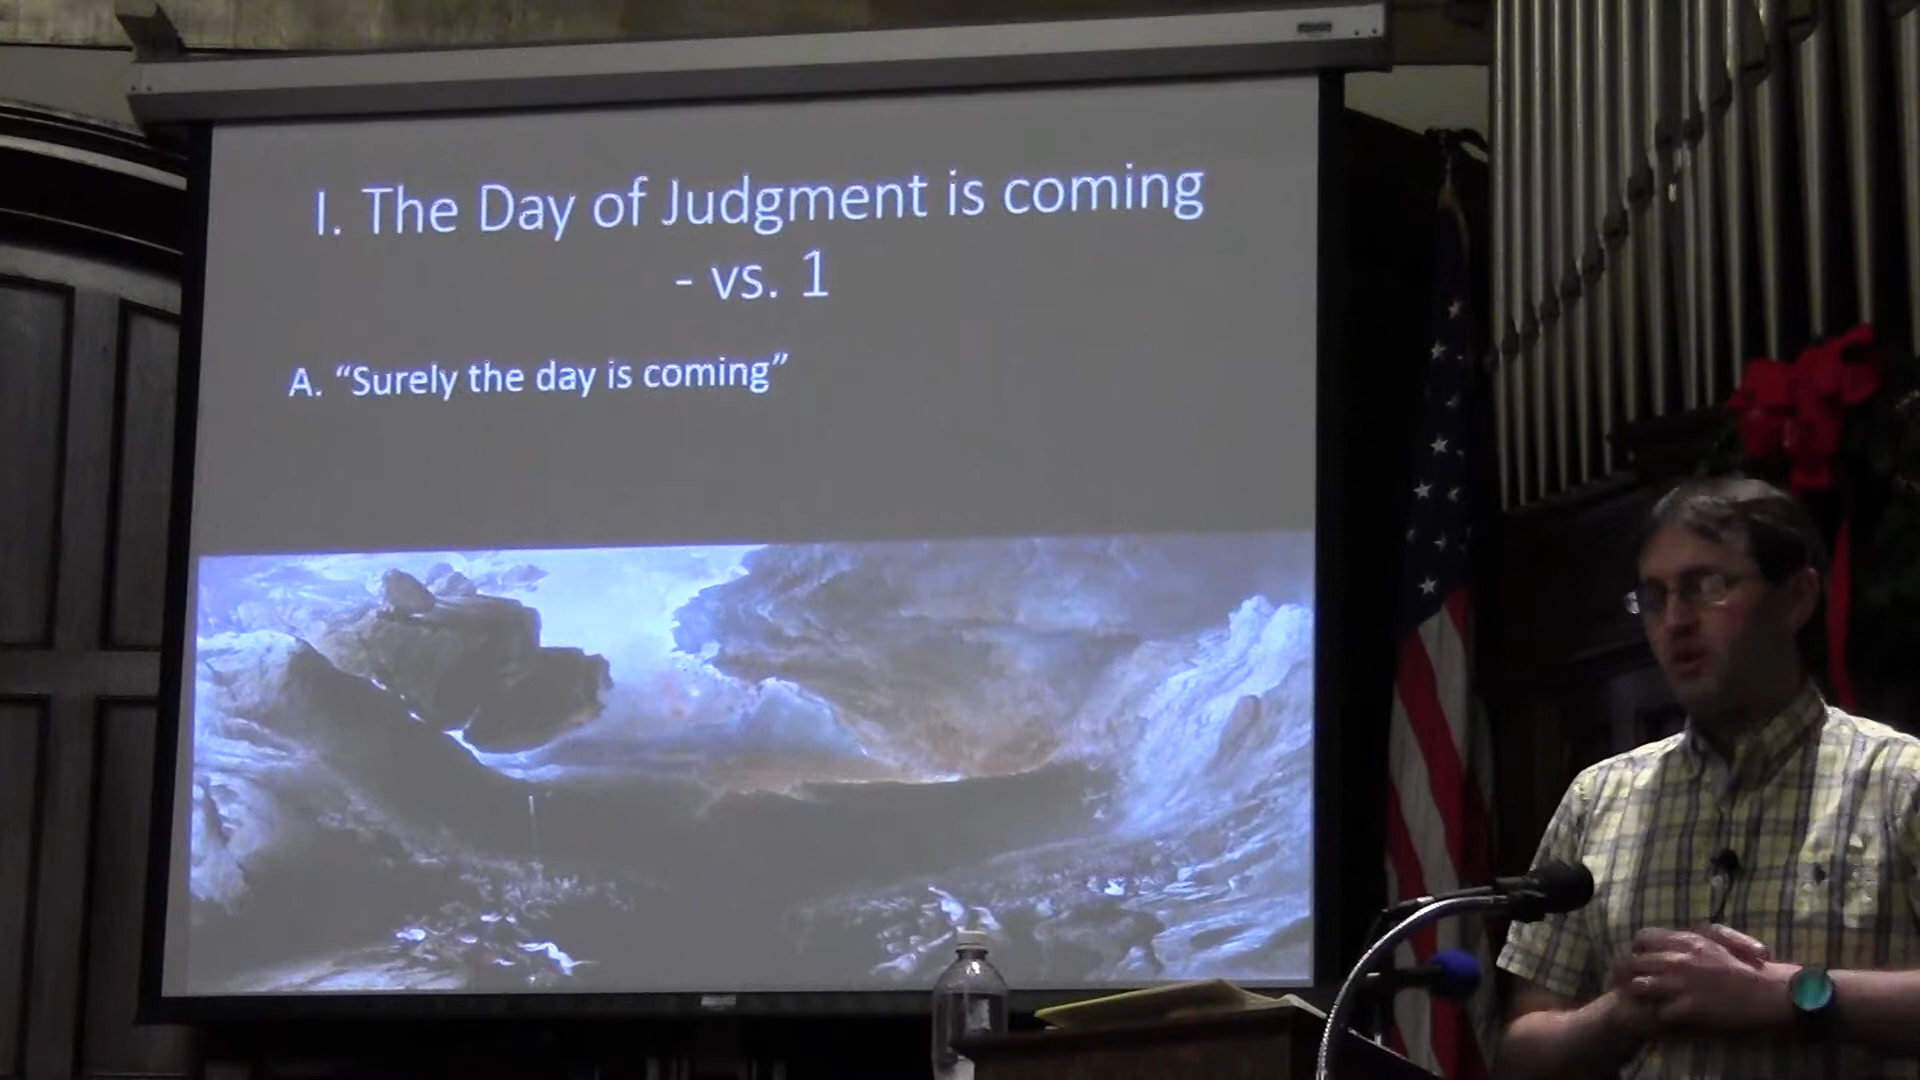 I. The Day of Judgment is coming
- vs. 1
A. “Surely the day is coming”